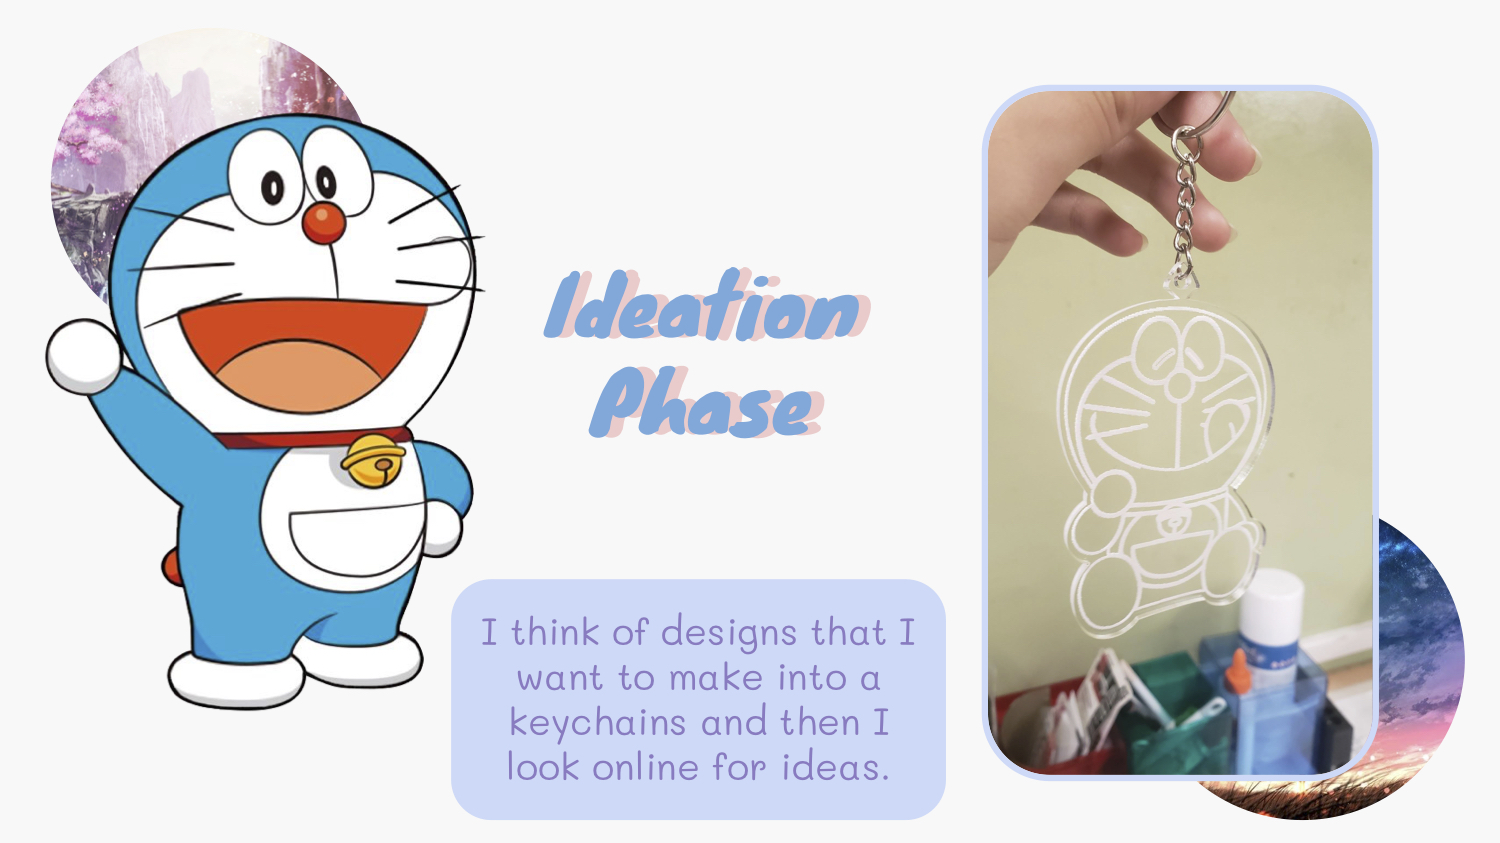 Ideation
Phase
I think of designs that I
want to make into a
keychains and then I
look online for ideas.